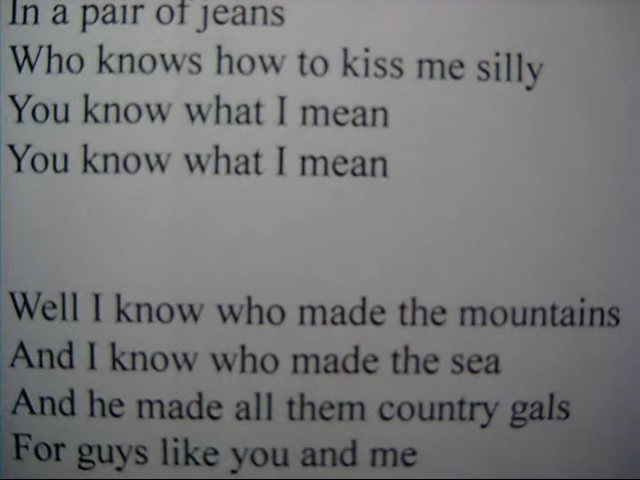 In a pair of jeans
Who knows how to kiss me silly
You know what I mean
You know what I mean
Well I know who made the mountains
And I know who made the sea
And he made all them country gals
For guys like you and me